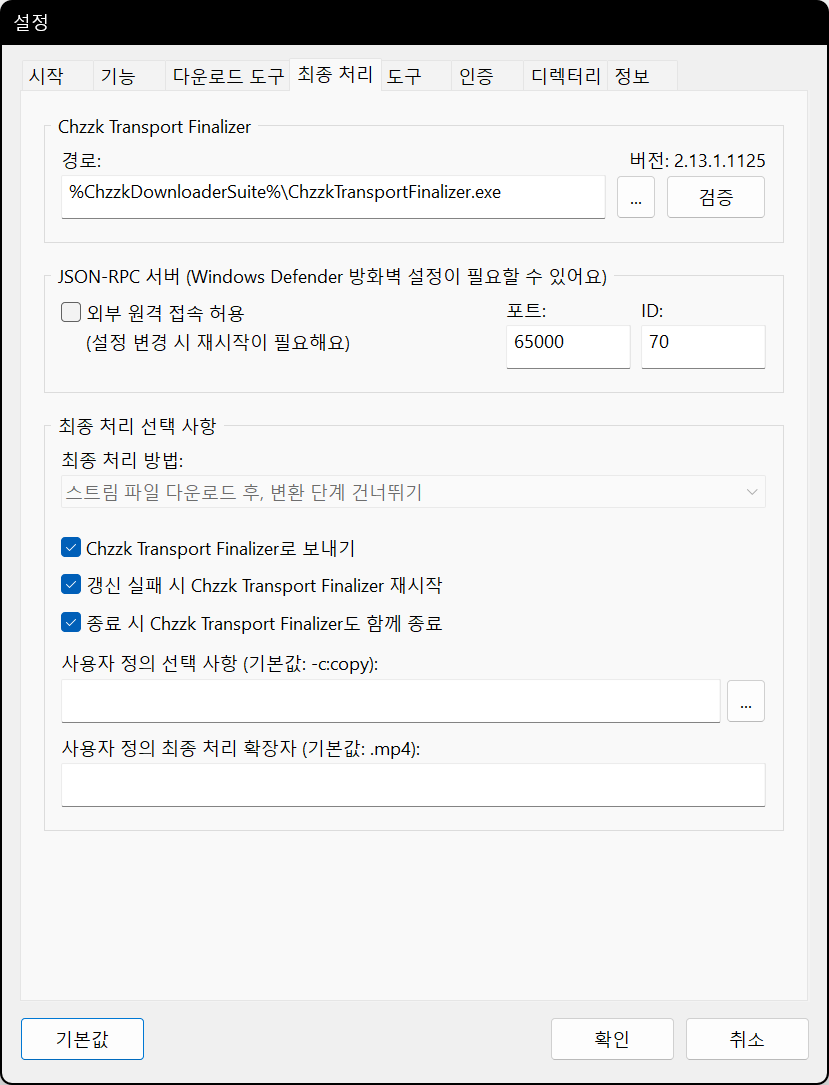 설정
시작 기능 다운로드 도구 최종 처리 도구 인증 디렉터리 정보
Chzzk Transport Finalizer
경로: 버전: 2.13.1.1125
%ChzzkDownloaderSuite%\ChzzkTransportFinalizer.exe ... 검증
JSON-RPC 서버 (Windows Defender 방화벽 설정이 필요할 수 있어요)
외부 원격 접속 허용 포트: ID:
(설정 변경 시 재시작이 필요해요) 65000 70
최종 처리 선택 사항
최종 처리 방법:
스트림 파일 다운로드 후, 변환 단계 건너뛰기
Chzzk Transport Finalizer로 보내기
갱신 실패 시 Chzzk Transport Finalizer 재시작
종료 시 Chzzk Transport Finalizer도 함께 종료
사용자 정의 선택 사항 (기본값: -c:copy):
...
사용자 정의 최종 처리 확장자 (기본값: .mp4):
기본값 확인 취소